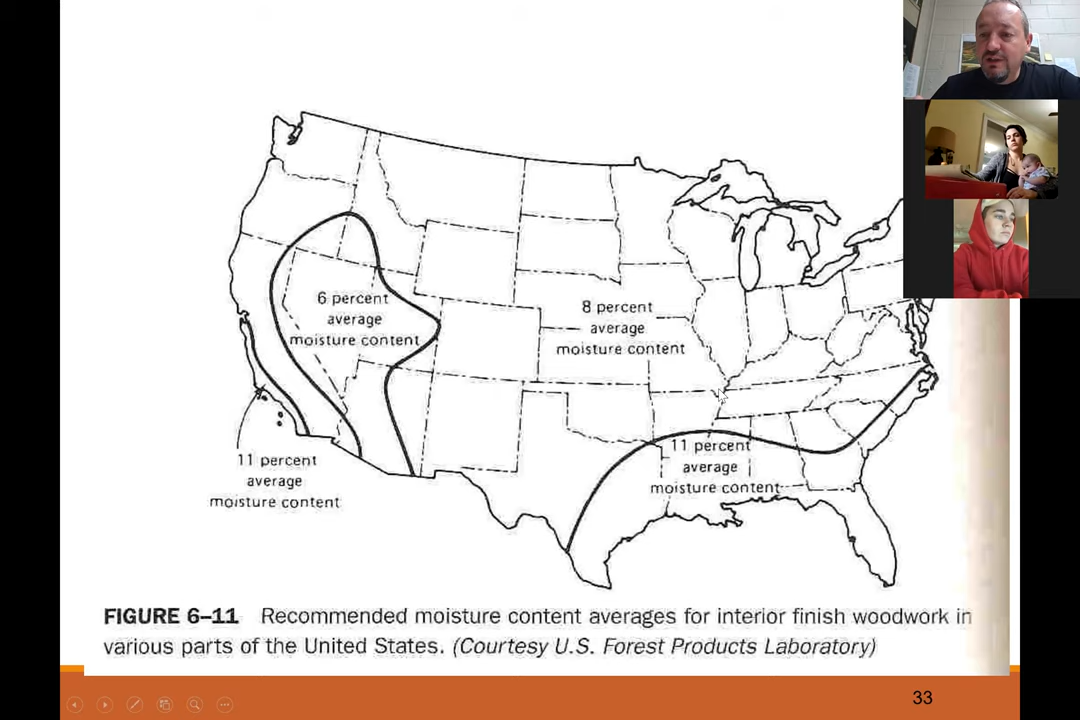 6 percent
average
moisture content
8 percent
average
moisture content
11 percent
average
moisture content
11 percent
average
moisture content
FIGURE 6–11 Recommended moisture content averages for interior finish woodwork in
various parts of the United States. (Courtesy U.S. Forest Products Laboratory)
33